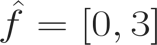 f̂ = [0, 3]